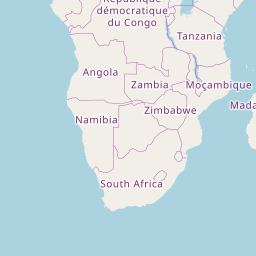 République
démocratique
du Congo
Tanzania
Angola
Zambia
Moçambique
Mada
Zimbabwe
Namibia
South Africa